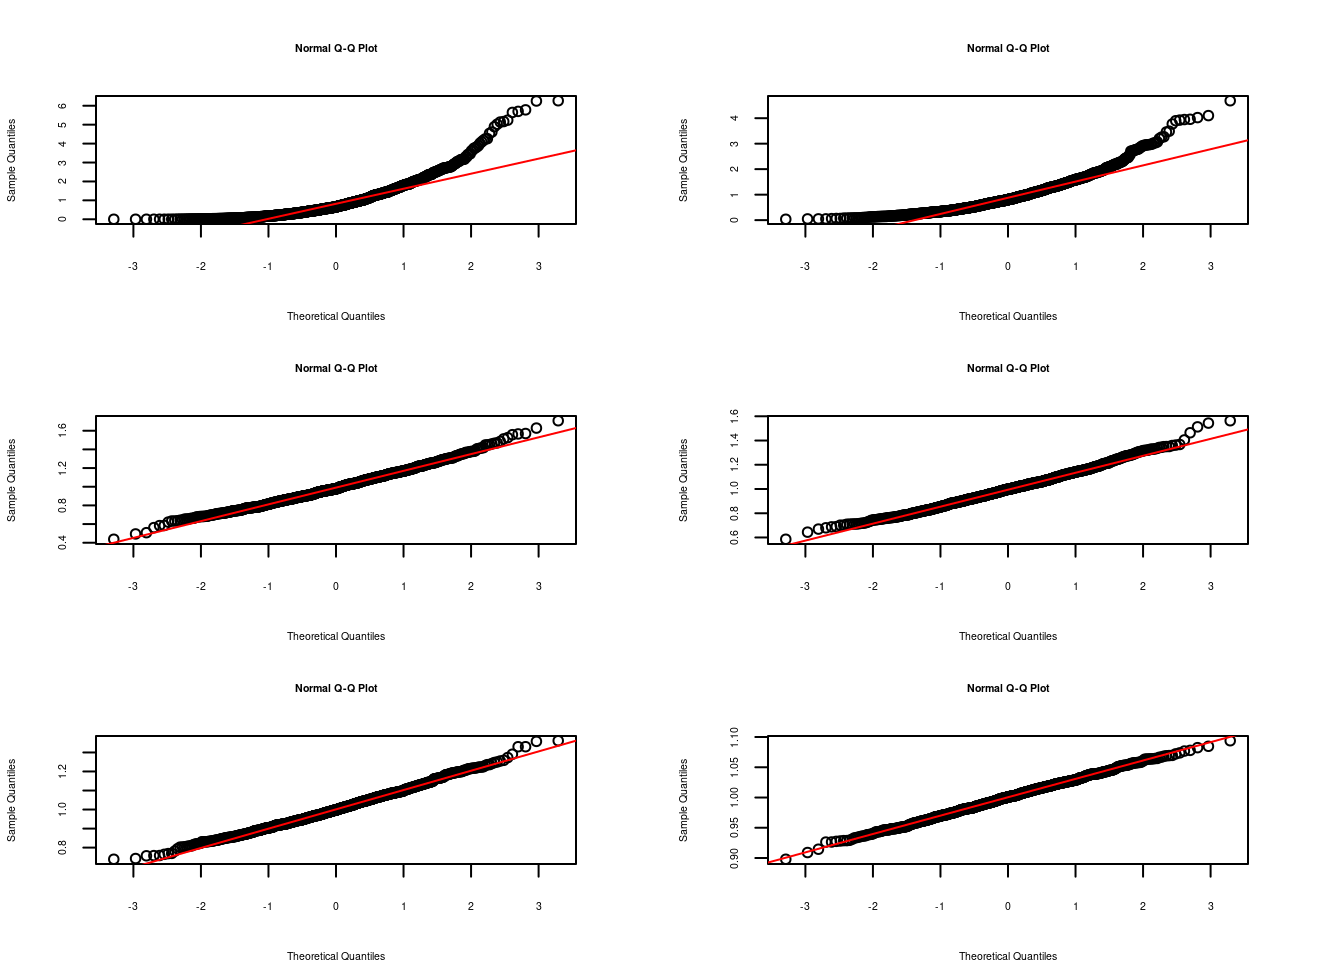 Normal Q-Q Plot
Sample Quantiles
6
5
4
3
2
1
0
-3 -2 -1 0 1 2 3
Theoretical Quantiles
Normal Q-Q Plot
Sample Quantiles
4
3
2
1
0
-3 -2 -1 0 1 2 3
Theoretical Quantiles
Normal Q-Q Plot
Sample Quantiles
1.6
1.2
0.8
0.4
-3 -2 -1 0 1 2 3
Theoretical Quantiles
Normal Q-Q Plot
Sample Quantiles
1.6
1.4
1.2
1.0
0.8
0.6
-3 -2 -1 0 1 2 3
Theoretical Quantiles
Normal Q-Q Plot
Sample Quantiles
1.2
1.0
0.8
-3 -2 -1 0 1 2 3
Theoretical Quantiles
Normal Q-Q Plot
Sample Quantiles
1.10
1.05
1.00
0.95
0.90
-3 -2 -1 0 1 2 3
Theoretical Quantiles